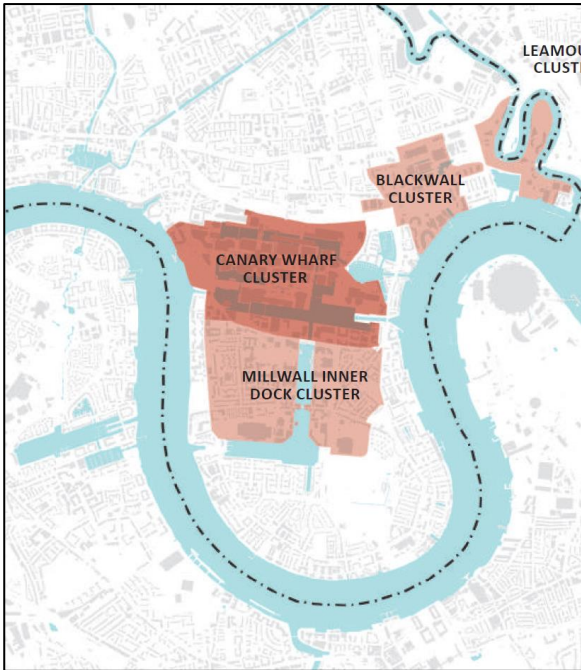 LEAMOU
CLUST
BLACKWALL
CLUSTER
CANARY WHARF
CLUSTER
MILLWALL INNER
DOCK CLUSTER